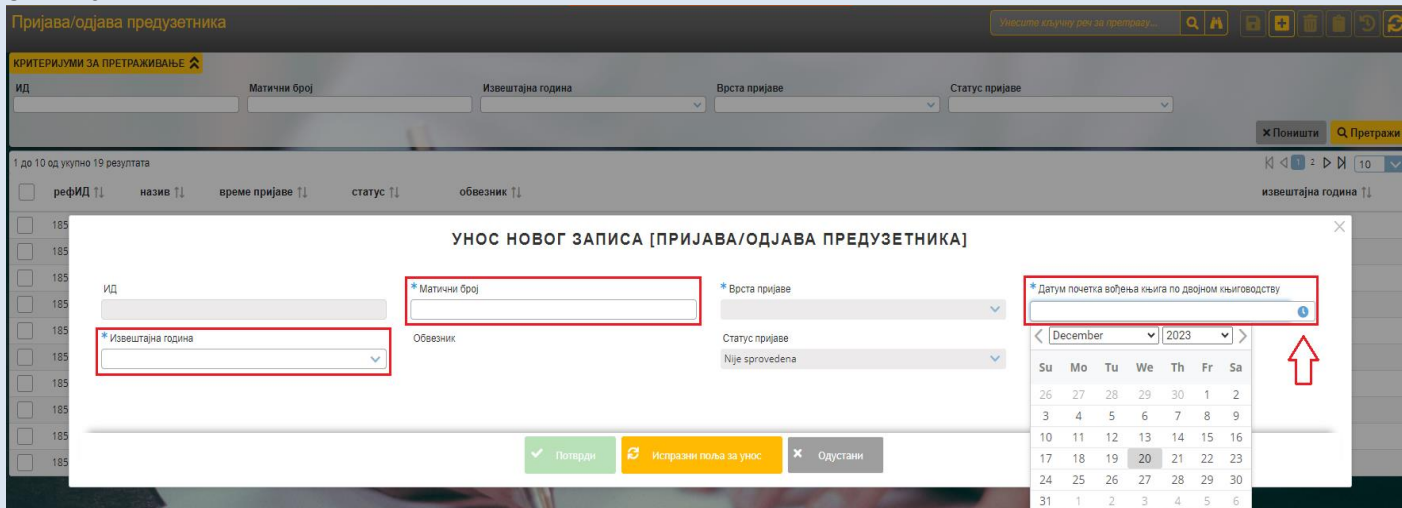 Пријава/одјава предузетника
Унесите кључну реч за претрагу...
КРИТЕРИЈУМИ ЗА ПРЕТРАЖИВАЊЕ
ИД Матични број Извештајна година Врста пријаве Статус пријаве
Поништи Претражи
1 до 10 од укупно 19 резултата
1 2 10
рефИД назив време пријаве статус обвезник извештајна година
185
185
185
185
185
185
185
185
185
185
УНОС НОВОГ ЗАПИСА [ПРИЈАВА/ОДЈАВА ПРЕДУЗЕТНИКА]
ИД * Матични број * Врста пријаве * Датум почетка вођења књига по двојном књиговодству
* Извештајна година Обвезник Статус пријаве
Nije sprovedena
December 2023
Su Mo Tu We Th Fr Sa
26 27 28 29 30 1 2
3 4 5 6 7 8 9
10 11 12 13 14 15 16
17 18 19 20 21 22 23
24 25 26 27 28 29 30
31 1 2 3 4 5 6
Потврди Испразни поља за унос Одустани